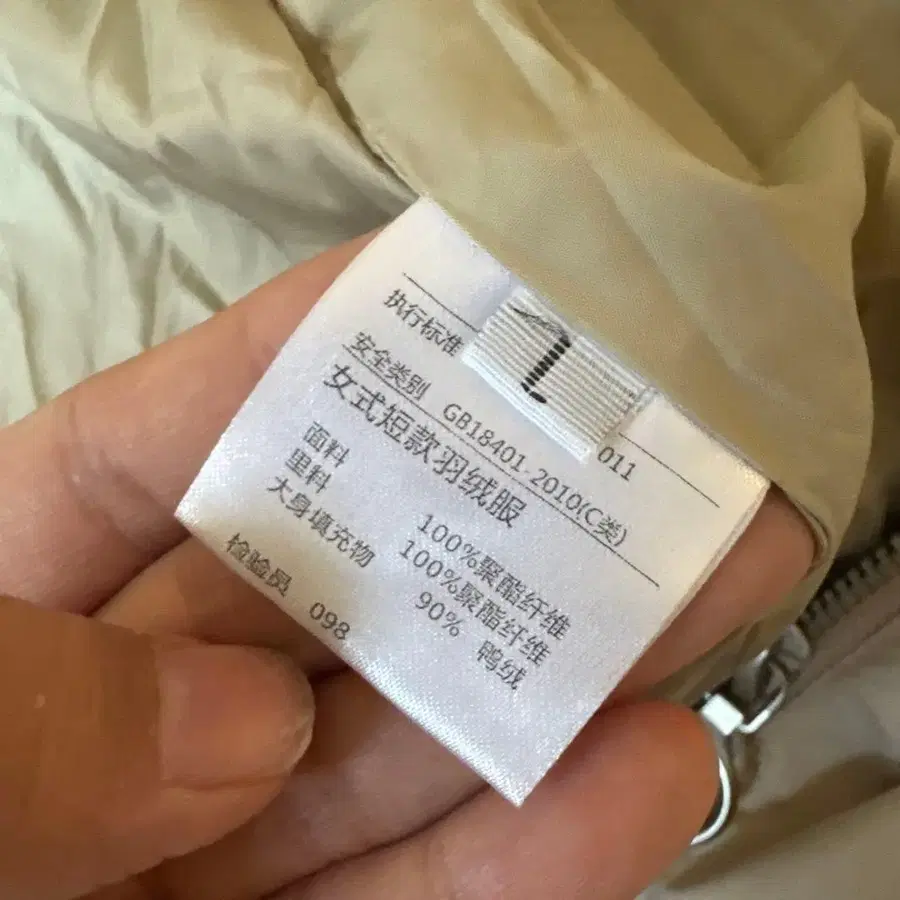 执行标准 011
安全类别 GB18401-2010(C类)
女式短款羽绒服
面料 100%聚酯纤维
里料 100%聚酯纤维
大身填充物 90% 鸭绒
检验员 098